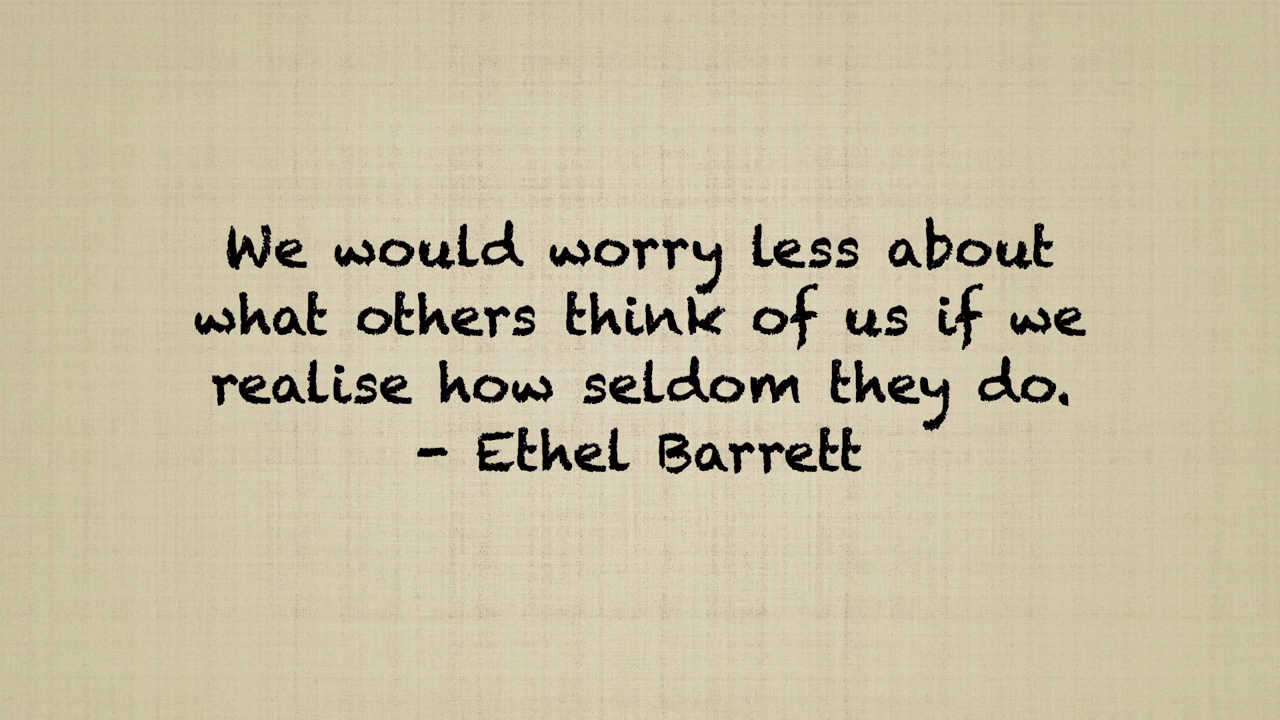 We would worry less about
what others think of us if we
realise how seldom they do.
- Ethel Barrett